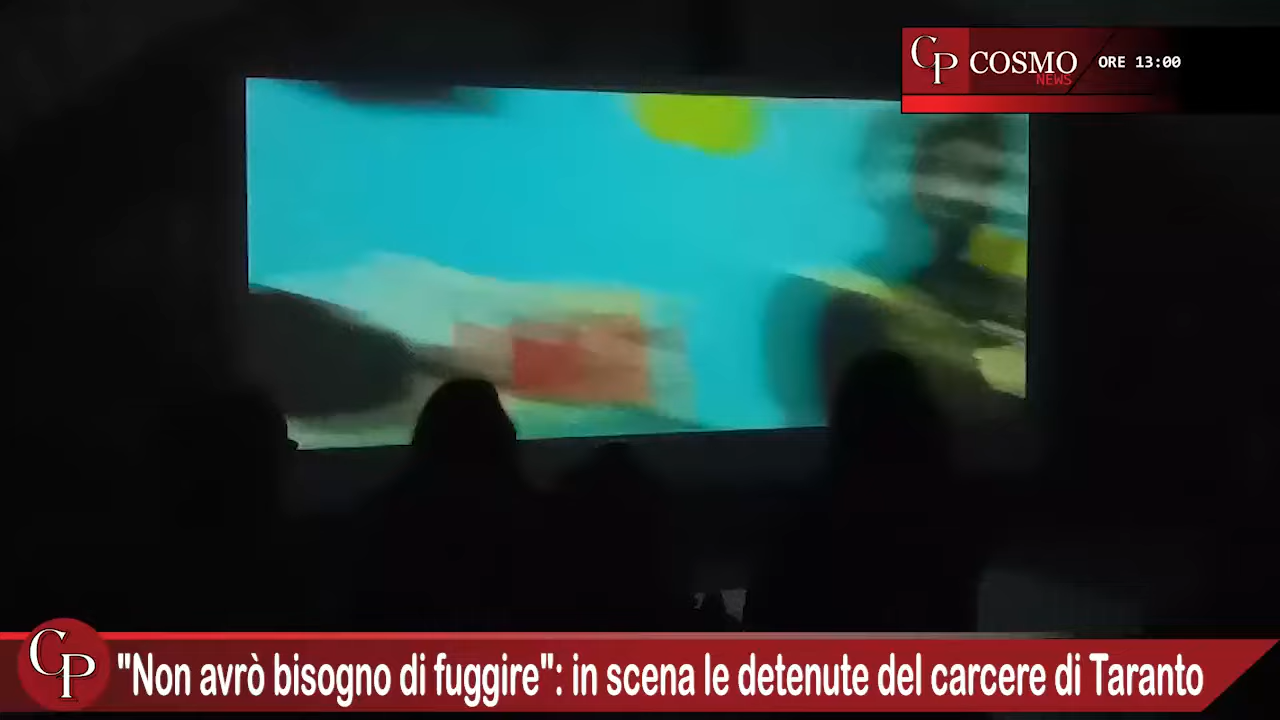 CP COSMO NEWS ORE 13:00
CP "Non avrò bisogno di fuggire": in scena le detenute del carcere di Taranto